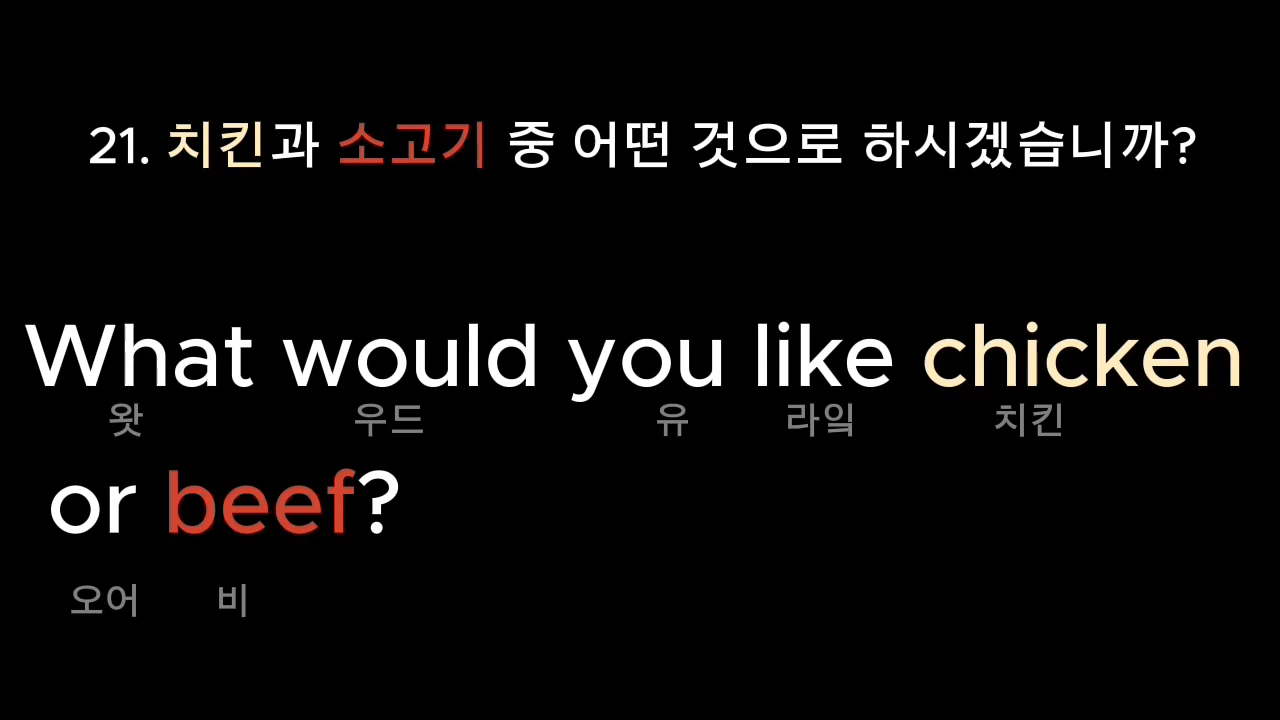 21. 치킨과 소고기 중 어떤 것으로 하시겠습니까?
What would you like chicken
왓 우드 유 라잌 치킨
or beef?
오어 비